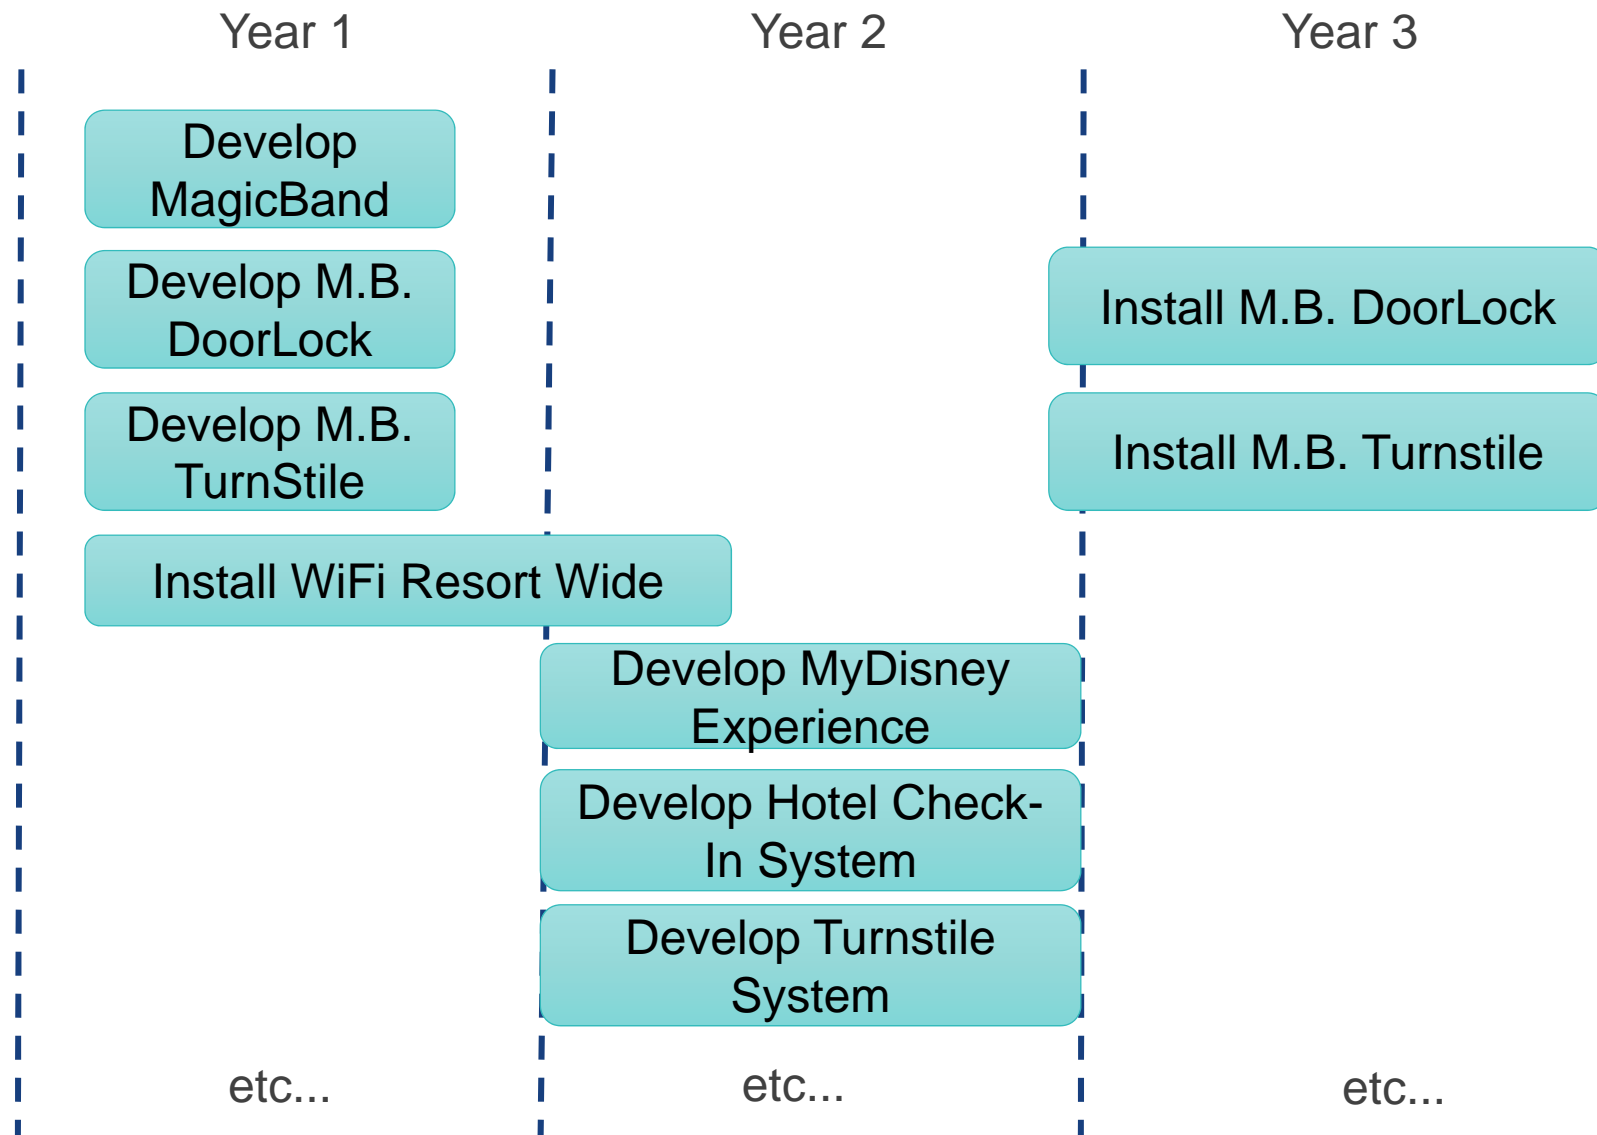 Year 1
Year 2
Year 3
Develop
MagicBand
Develop M.B.
DoorLock
Install M.B. DoorLock
Develop M.B.
TurnStile
Install M.B. Turnstile
Install WiFi Resort Wide
Develop MyDisney
Experience
Develop Hotel Check-
In System
Develop Turnstile
System
etc...
etc...
etc...